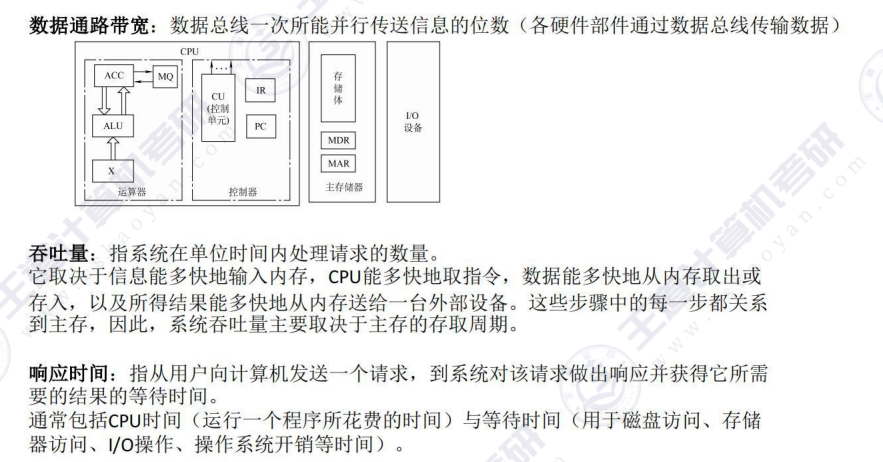 数据通路带宽：数据总线一次所能并行传送信息的位数（各硬件部件通过数据总线传输数据）
CPU
ACC
MQ
ALU
X
运算器
CU
(控制
单元)
IR
PC
控制器
存
储
体
MDR
MAR
主存储器
I/O
设备
吞吐量：指系统在单位时间内处理请求的数量。
它取决于信息能多快地输入内存，CPU能多快地取指令，数据能多快地从内存取出或
存入，以及所得结果能多快地从内存送给一台外部设备。这些步骤中的每一步都关系
到主存，因此，系统吞吐量主要取决于主存的存取周期。
响应时间：指从用户向计算机发送一个请求，到系统对该请求做出响应并获得它所需
要的结果的等待时间。
通常包括CPU时间（运行一个程序所花费的时间）与等待时间（用于磁盘访问、存储
器访问、I/O操作、操作系统开销等时间）。
王道计算机考研